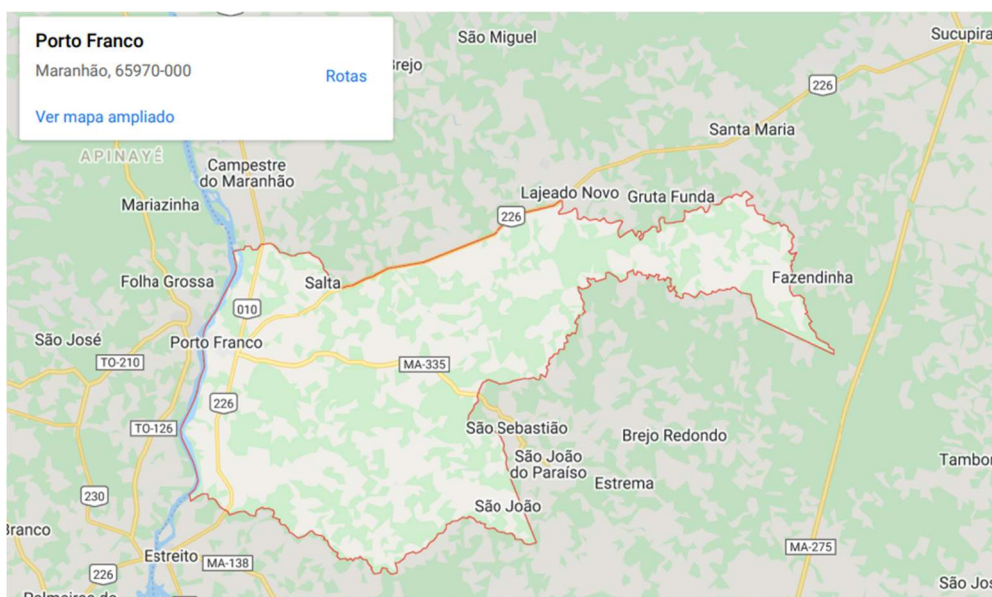 Porto Franco
Maranhão, 65970-000
Rotas
Ver mapa ampliado
São Miguel
Brejo
Sucupira
226
APINAYÉ
Santa Maria
Campestre
do Maranhão
Mariazinha
Lajeado Novo
Gruta Funda
226
Folha Grossa
Salta
Fazendinha
010
São José
Porto Franco
TO-210
MA-335
226
TO-126
São Sebastião
Brejo Redondo
São João
do Paraíso
Tambor
Estrema
230
São João
Branco
Estreito
MA-138
MA-275
226
São Jos
Palmeiras do